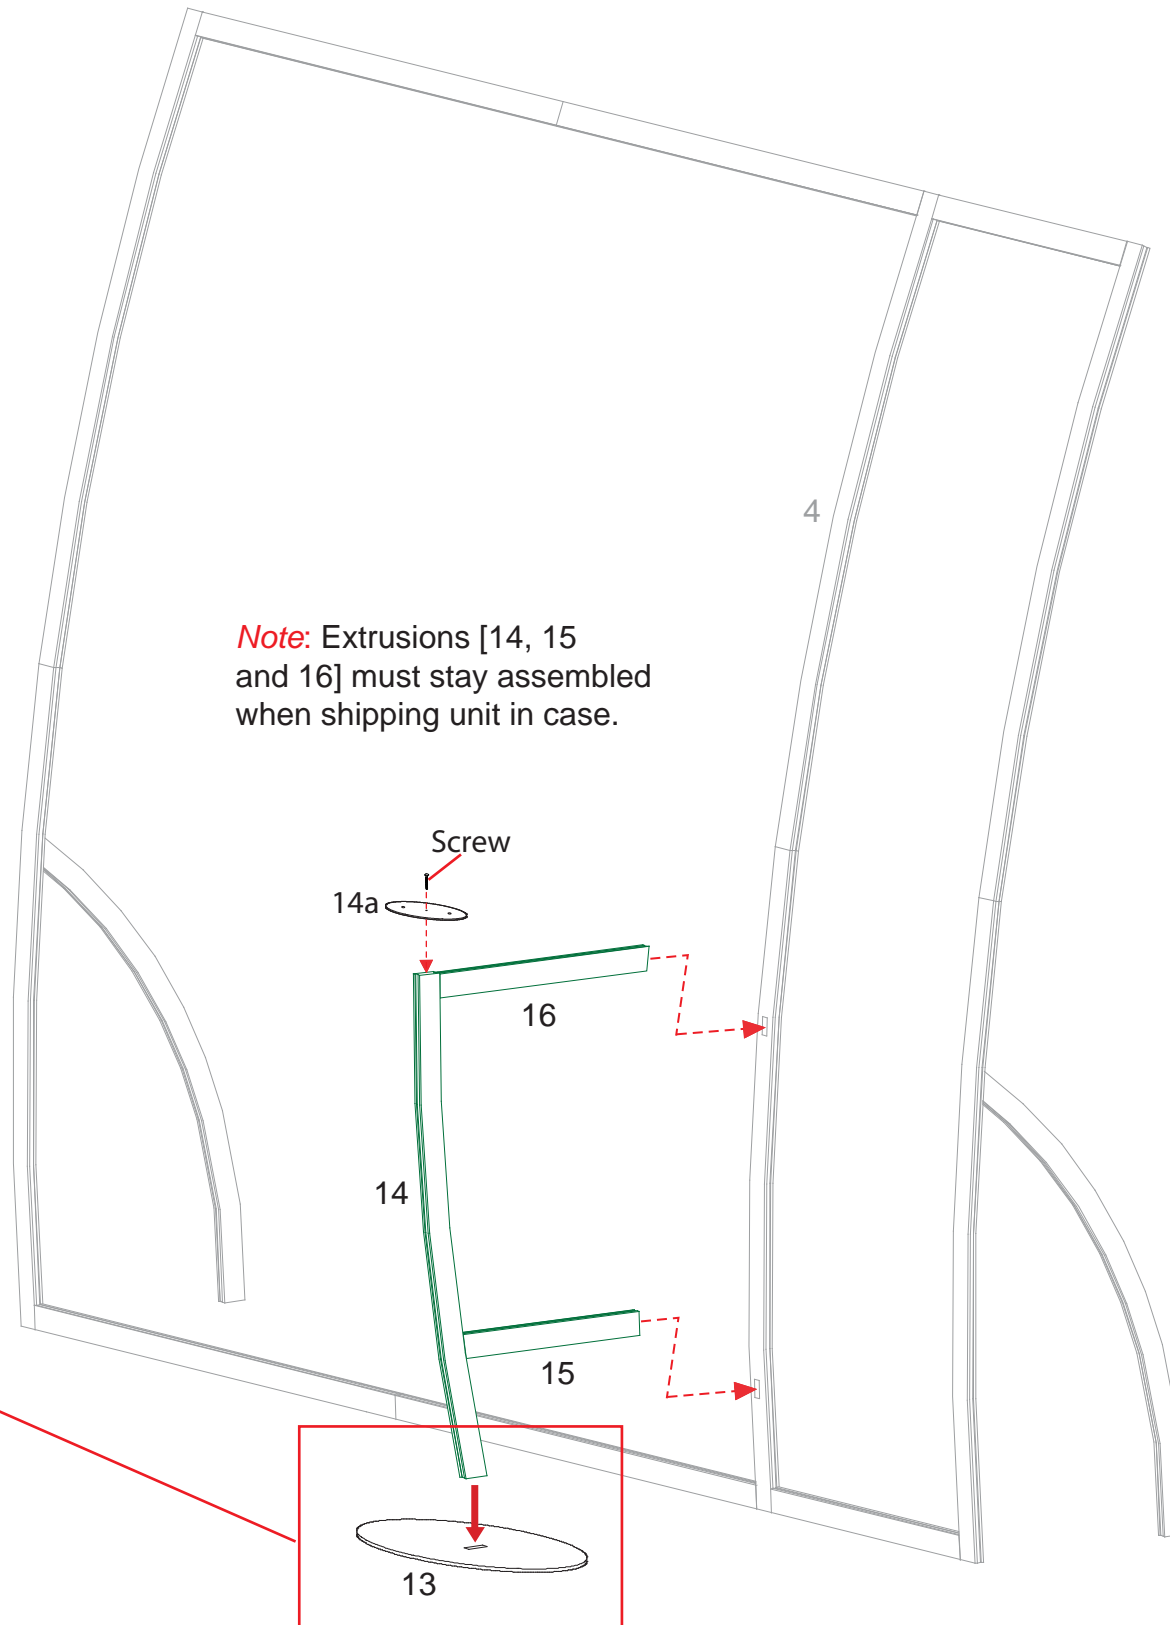 4
Note: Extrusions [14, 15
and 16] must stay assembled
when shipping unit in case.
Screw
14a
16
14
15
13